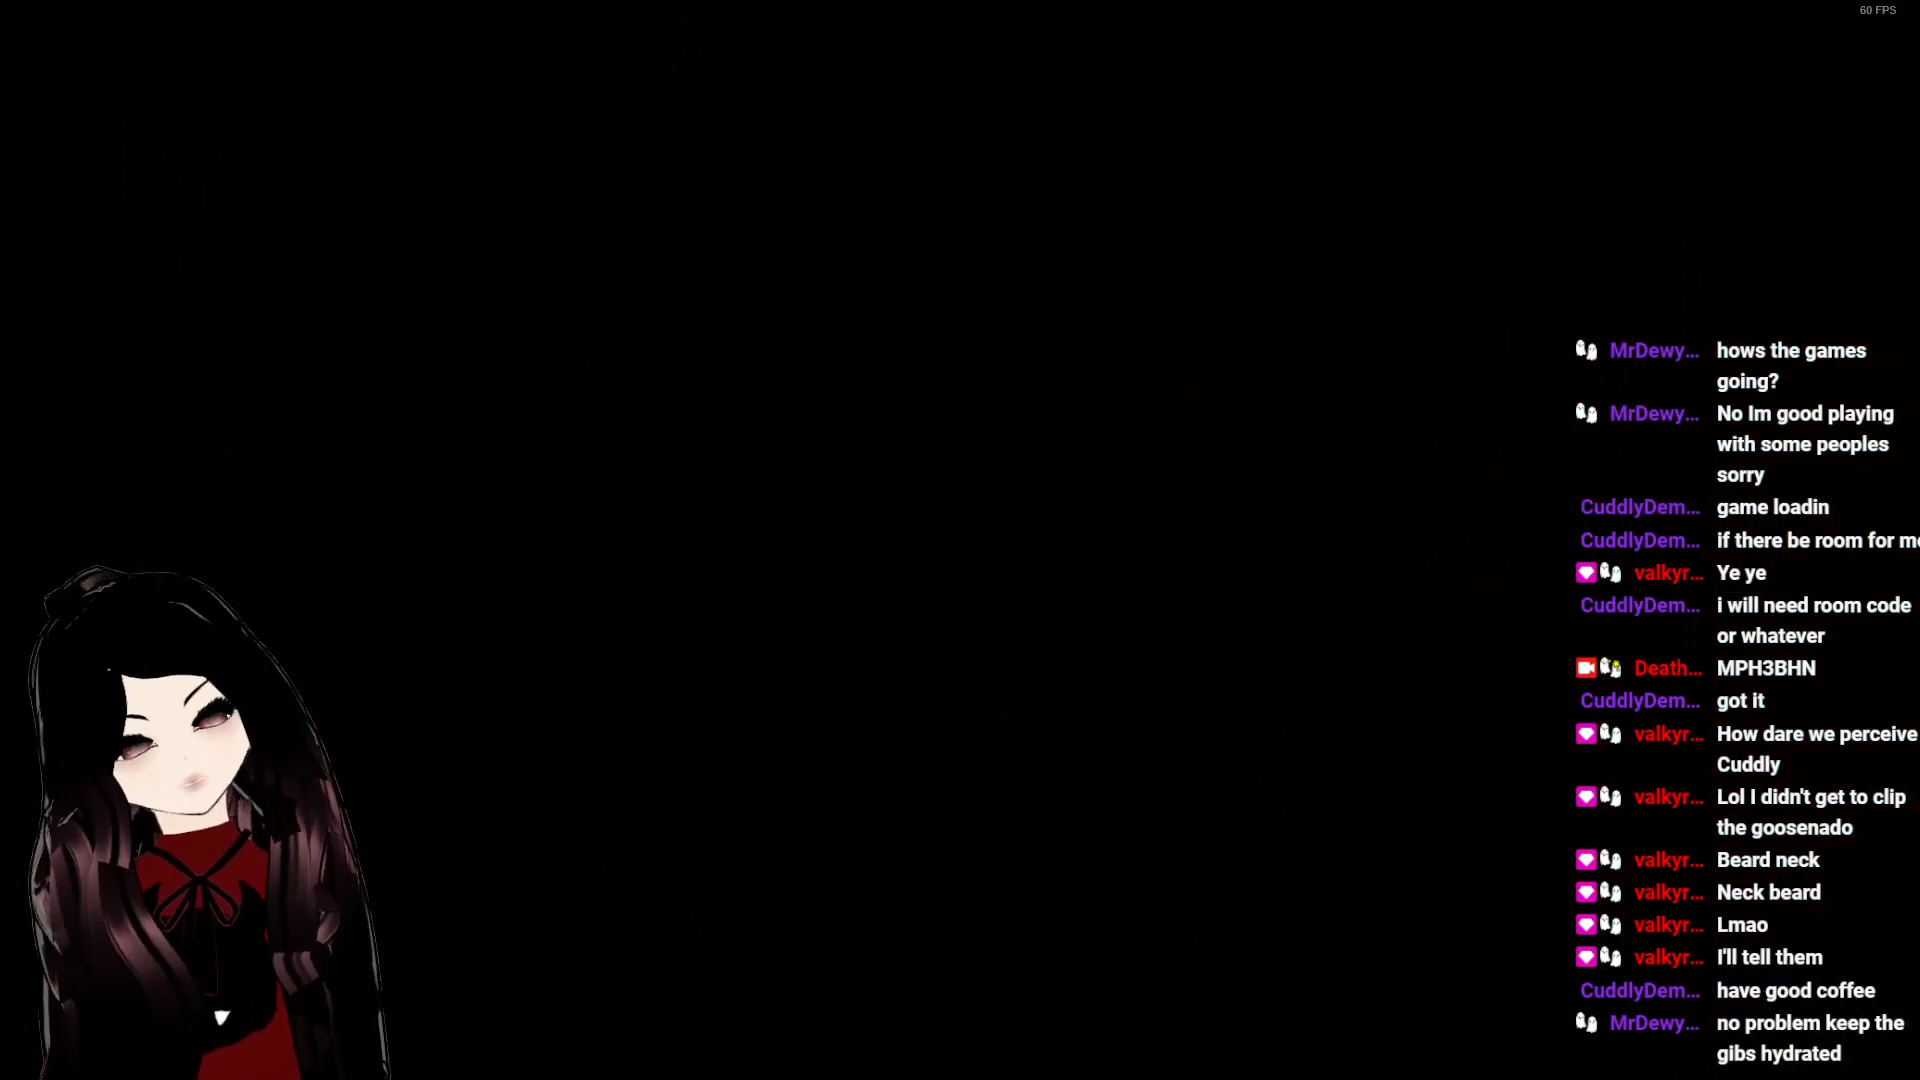 60 FPS
MrDewy... hows the games
going?
MrDewy... No Im good playing
with some peoples
sorry
CuddlyDem... game loadin
CuddlyDem... if there be room for me
valkyr... Ye ye
CuddlyDem... i will need room code
or whatever
Death... MPH3BHN
CuddlyDem... got it
valkyr... How dare we perceive
Cuddly
valkyr... Lol I didn't get to clip
the goosenado
valkyr... Beard neck
valkyr... Neck beard
valkyr... Lmao
valkyr... I'll tell them
CuddlyDem... have good coffee
MrDewy... no problem keep the
gibs hydrated